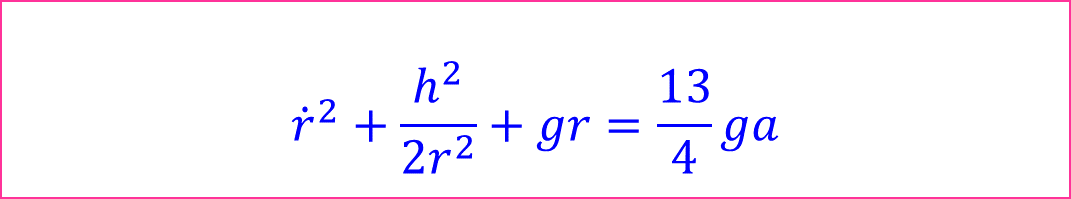 ṙ² + h²/2r² + gr = 13/4 ga